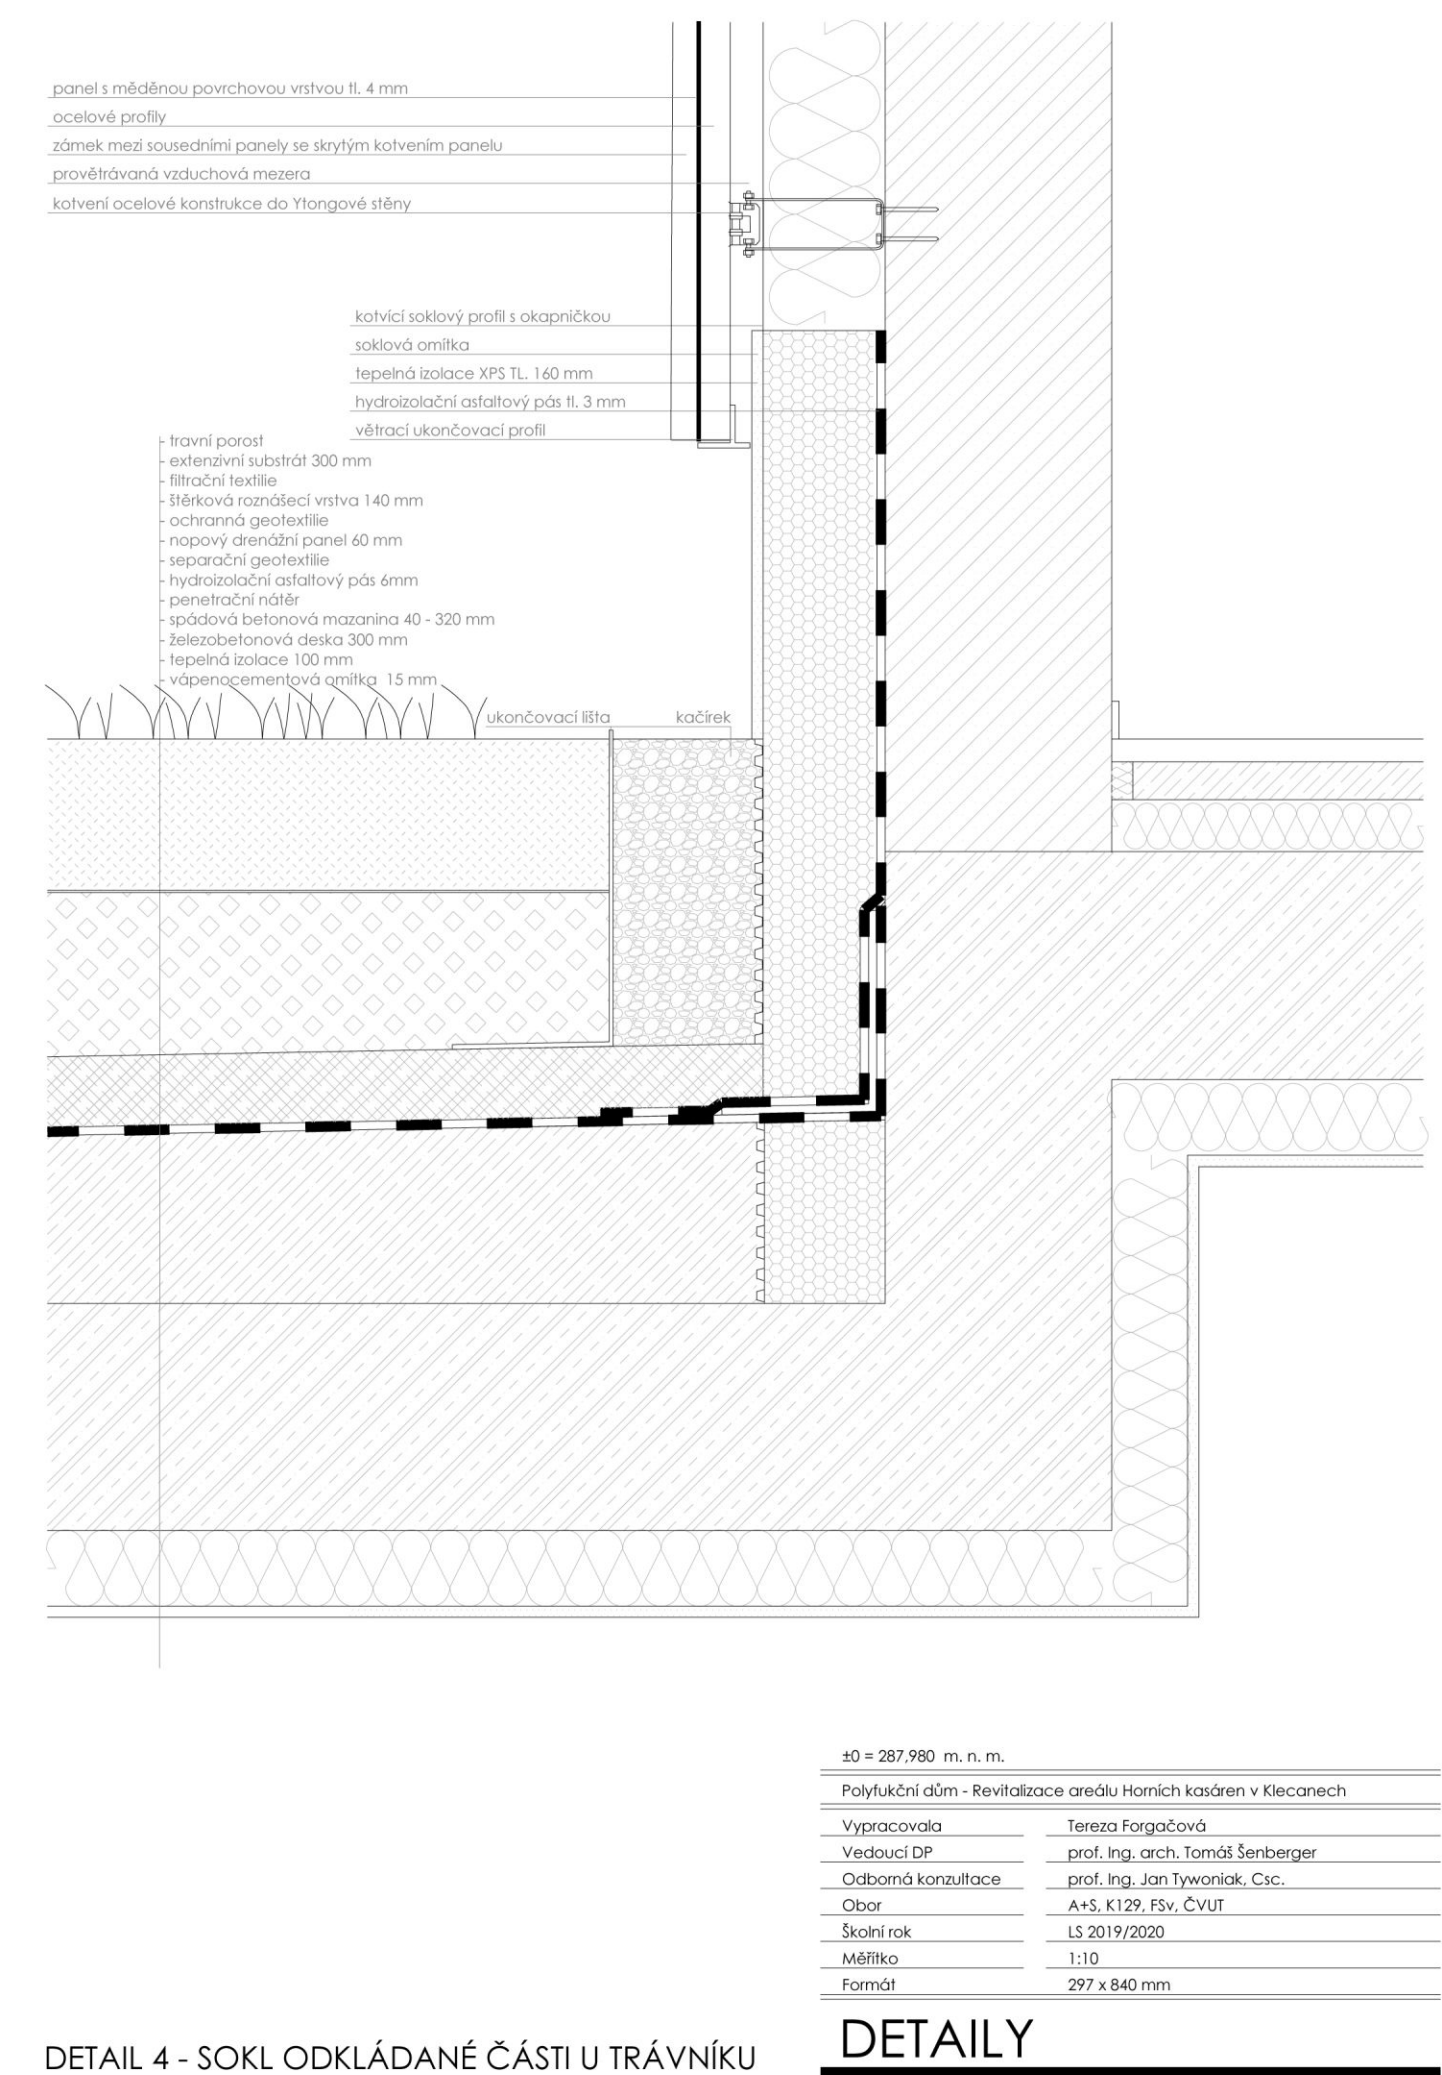 panel s měděnou povrchovou vrstvou tl. 4 mm
ocelové profily
zámek mezi sousedními panely se skrytým kotvením panelu
provětrávaná vzduchová mezera
kotvení ocelové konstrukce do Ytongové stěny
kotvící soklový profil s okapničkou
soklová omítka
tepelná izolace XPS TL. 160 mm
hydroizolační asfaltový pás tl. 3 mm
větrací ukončovací profil
- travní porost
- extenzivní substrát 300 mm
- filtrační textilie
- štěrková roznášecí vrstva 140 mm
- ochranná geotextilie
- nopový drenážní panel 60 mm
- separační geotextilie
- hydroizolační asfaltový pás 6mm
- penetrační nátěr
- spádová betonová mazanina 40 - 320 mm
- železobetonová deska 300 mm
- tepelná izolace 100 mm
- vápenocementová omítka 15 mm
ukončovací lišta kačírek
±0 = 287,980 m. n. m.
Polyfukční dům - Revitalizace areálu Horních kasáren v Klecanech
Vypracovala Tereza Forgačová
Vedoucí DP prof. Ing. arch. Tomáš Šenberger
Odborná konzultace prof. Ing. Jan Tywoniak, Csc.
Obor A+S, K129, FSv, ČVUT
Školní rok LS 2019/2020
Měřítko 1:10
Formát 297 x 840 mm
DETAILY
DETAIL 4 - SOKL ODKLÁDANÉ ČÁSTI U TRÁVNÍKU